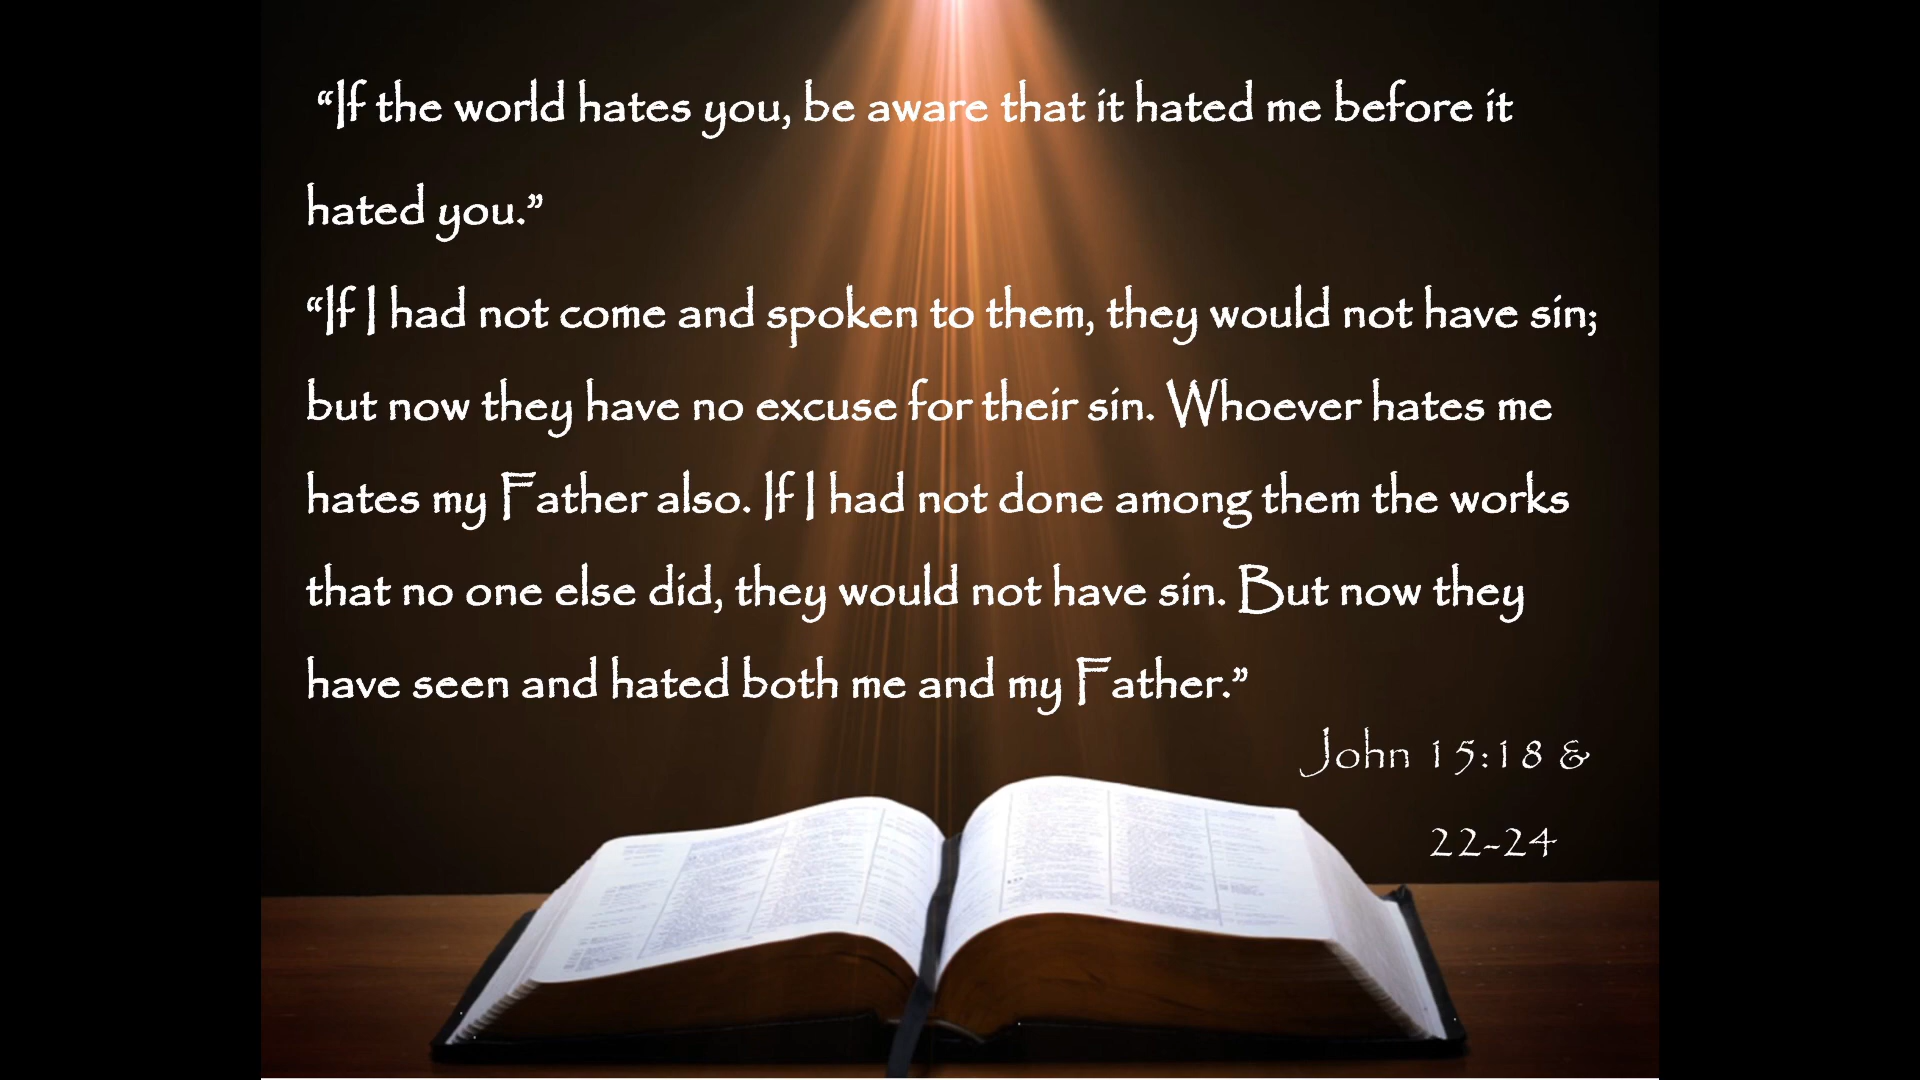 “If the world hates you, be aware that it hated me before it
hated you.”
“If I had not come and spoken to them, they would not have sin;
but now they have no excuse for their sin. Whoever hates me
hates my Father also. If I had not done among them the works
that no one else did, they would not have sin. But now they
have seen and hated both me and my Father.”
John 15:18 &
22-24